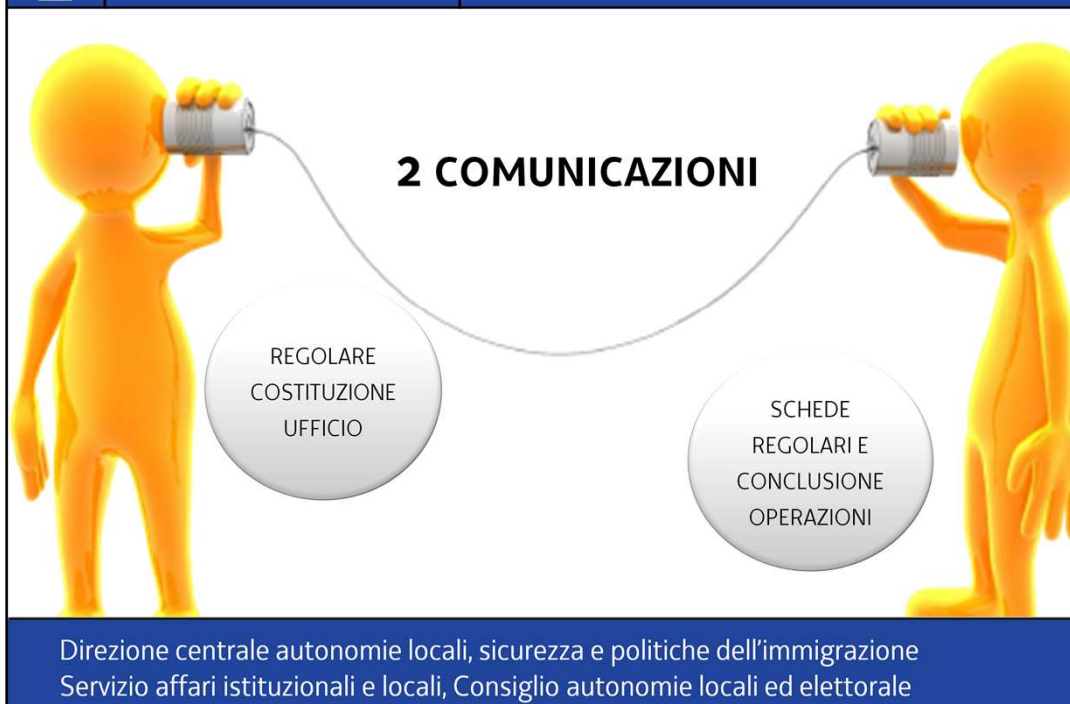 2 COMUNICAZIONI
REGOLARE
COSTITUZIONE
UFFICIO
SCHEDE
REGOLARI E
CONCLUSIONE
OPERAZIONI
Direzione centrale autonomie locali, sicurezza e politiche dell'immigrazione
Servizio affari istituzionali e locali, Consiglio autonomie locali ed elettorale